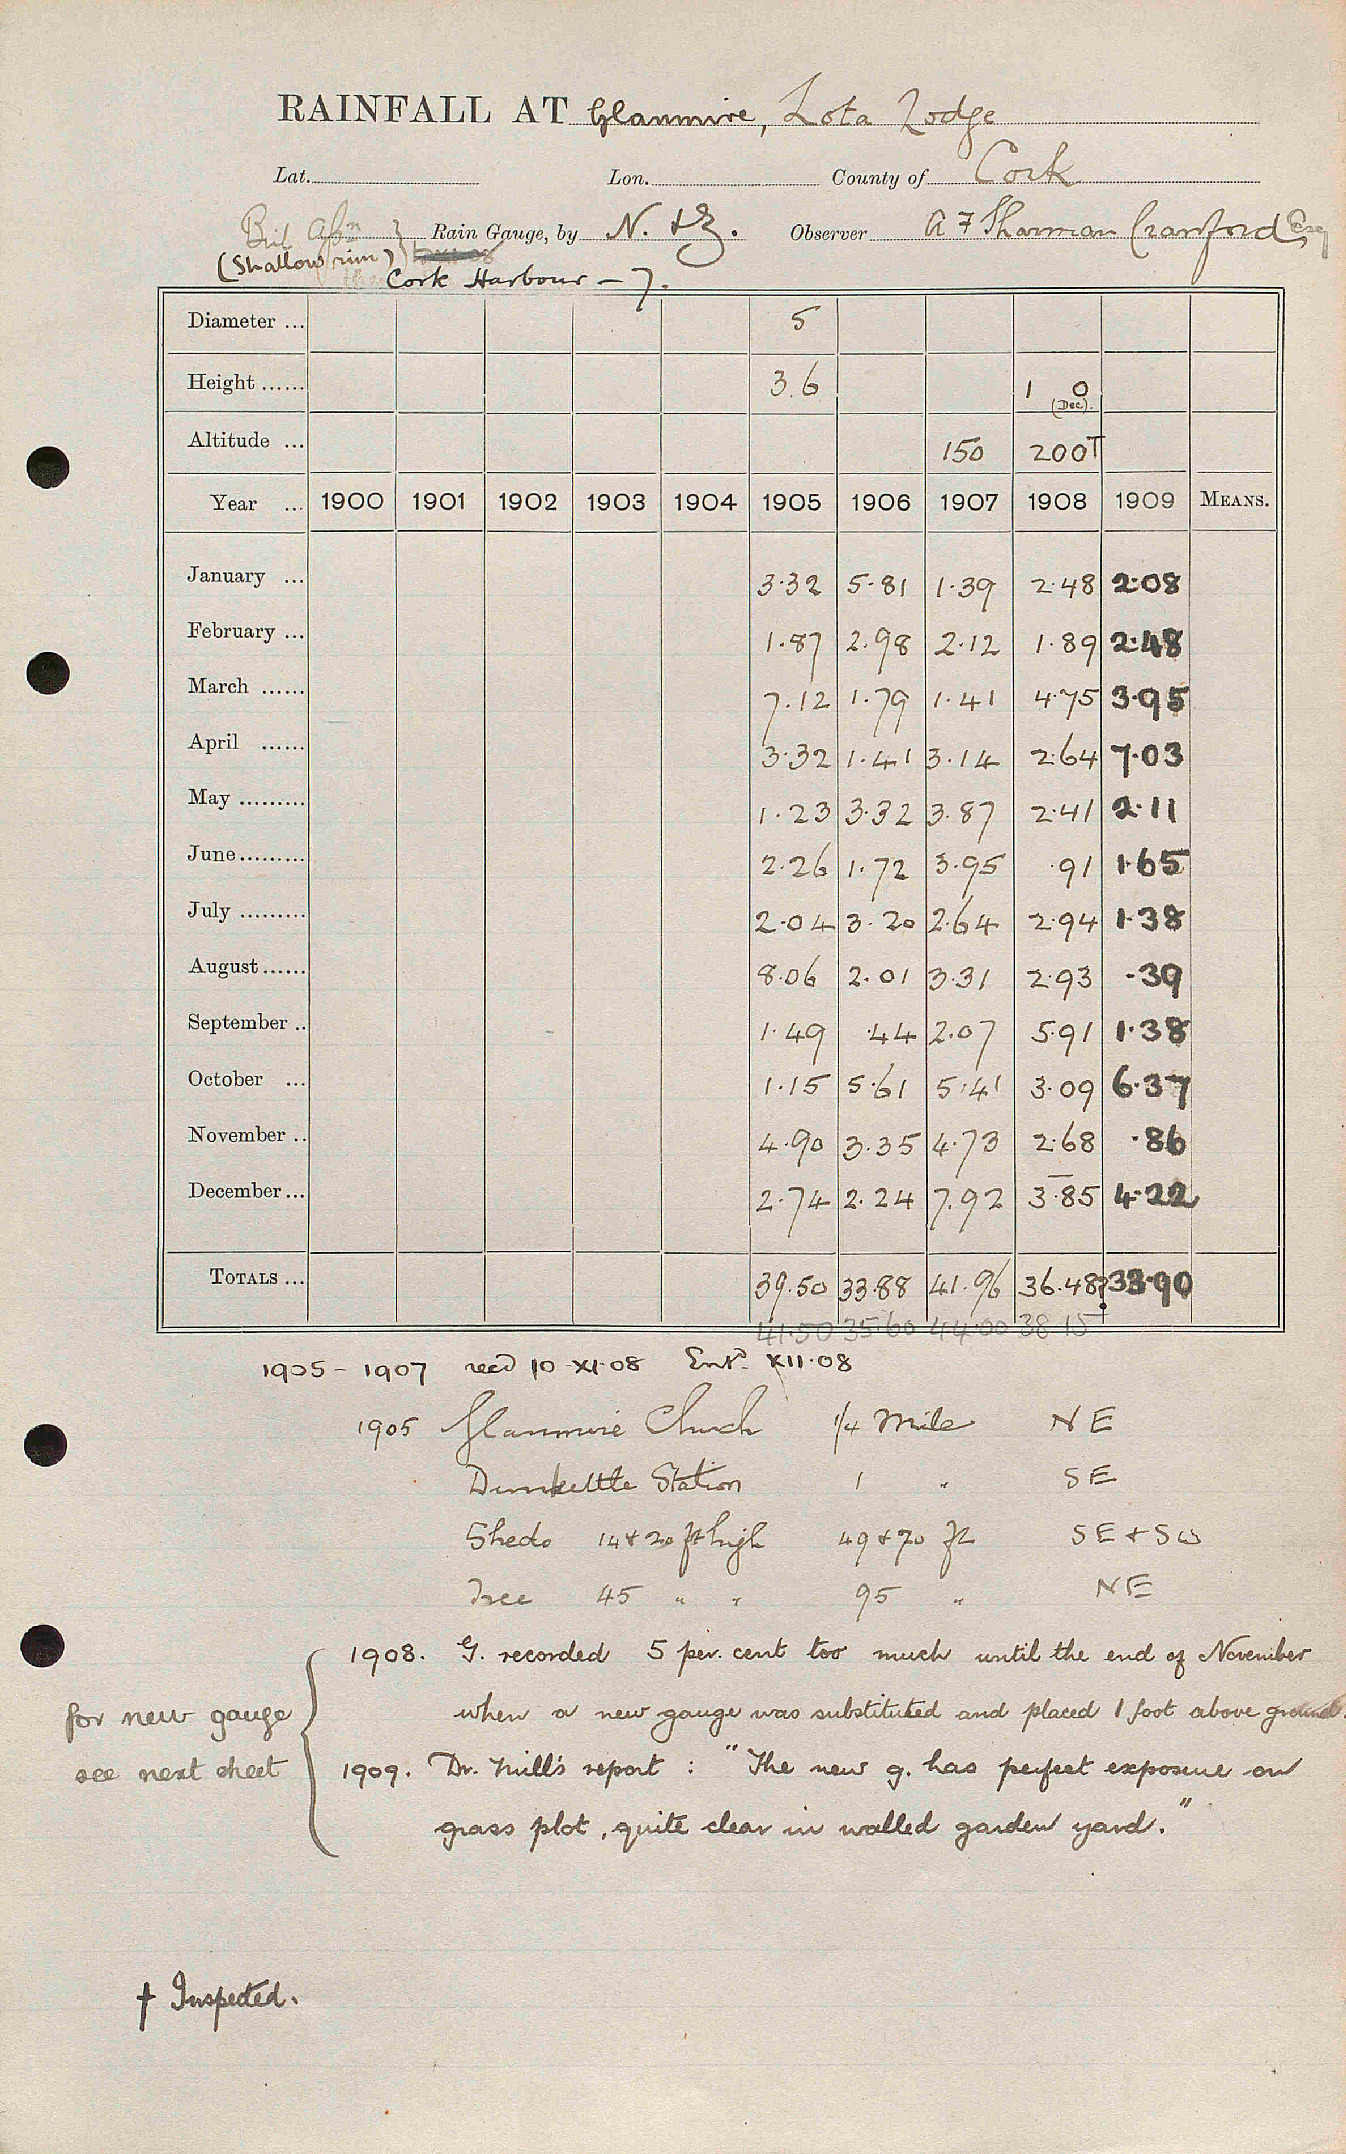 RAINFALL AT Glanmire, Lota Lodge
Lat. Lon. County of Cork
Brit Assn Rain Gauge, by N. & Z. Observer A F Sharman Crawford Esq
(Shallow rim)
Cork Harbour - 7.
Diameter ... 5
Height ...... 3.6 1 0
(Dec).
Altitude ... 150 200T
Year ... 1900 1901 1902 1903 1904 1905 1906 1907 1908 1909 MEANS.
January ... 3.32 5.81 1.39 2.48 2.08
February ... 1.87 2.98 2.12 1.89 2.48
March ...... 7.12 1.79 1.41 4.75 3.95
April ...... 3.32 1.41 3.14 2.64 7.03
May ......... 1.23 3.32 3.87 2.41 2.11
June ......... 2.26 1.72 3.95 .91 1.65
July ......... 2.04 3.20 2.64 2.94 1.38
August ...... 8.06 2.01 3.31 2.93 .39
September .. 1.49 .44 2.07 5.91 1.38
October ... 1.15 5.61 5.41 3.09 6.37
November .. 4.90 3.35 4.73 2.68 .86
December ... 2.74 2.24 7.92 3.85 4.22
TOTALS ... 39.50 33.88 41.96 36.48? 33.90
41.50 35.60 44.00 38.15 †
1905 - 1907 recd 10.XI.08 Entd. XII.08
1905 Glanmire Church 1/4 Mile NE
Dunkettle Station 1 " SE
Sheds 14 & 20 ft high 49 & 70 ft SE & SW
Tree 45 " " 95 " NE
1908. G. recorded 5 per. cent too much until the end of November
when a new gauge was substituted and placed 1 foot above ground.
for new gauge
see next sheet
1909. Dr. Mill's report : "The new g. has perfect exposure on
grass plot, quite clear in walled garden yard."
† Inspected.